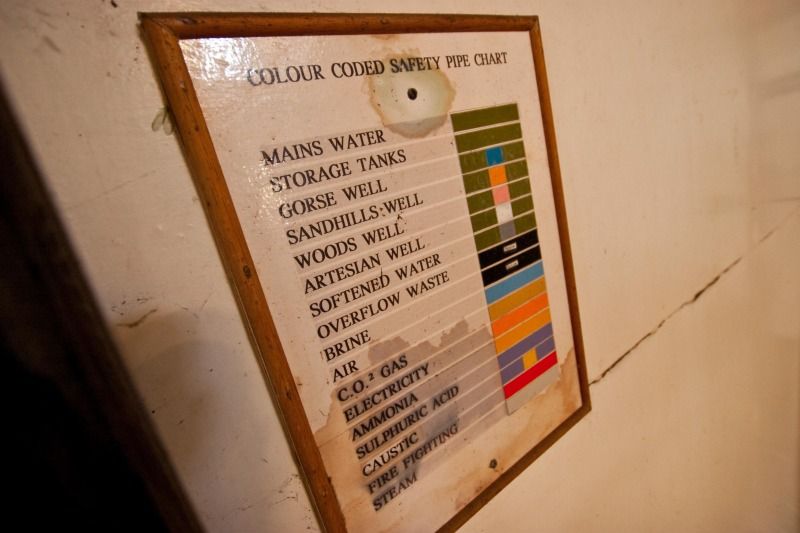 COLOUR CODED SAFETY PIPE CHART
MAINS WATER
STORAGE TANKS
GORSE WELL
SANDHILLS WELL
WOODS WELL
ARTESIAN WELL
SOFTENED WATER
OVERFLOW WASTE
BRINE
AIR
C.O.² GAS
ELECTRICITY
AMMONIA
SULPHURIC ACID
CAUSTIC
FIRE FIGHTING
STEAM